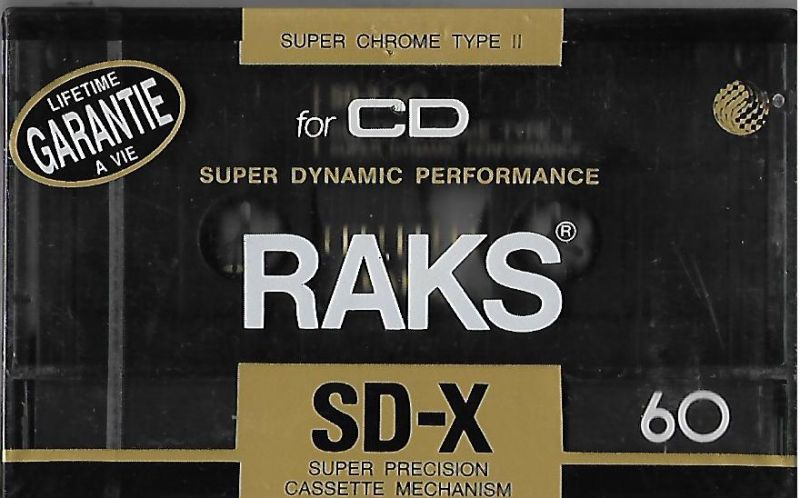 SUPER CHROME TYPE II
LIFETIME
GARANTIE
A VIE
for CD
SUPER DYNAMIC PERFORMANCE
RAKS®
SD-X
60
SUPER PRECISION
CASSETTE MECHANISM